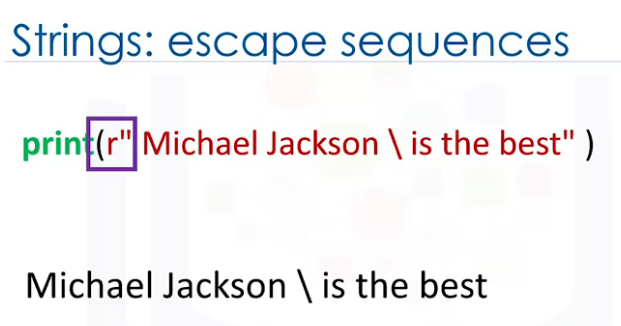 Strings: escape sequences
print(r" Michael Jackson \ is the best" )
Michael Jackson \ is the best